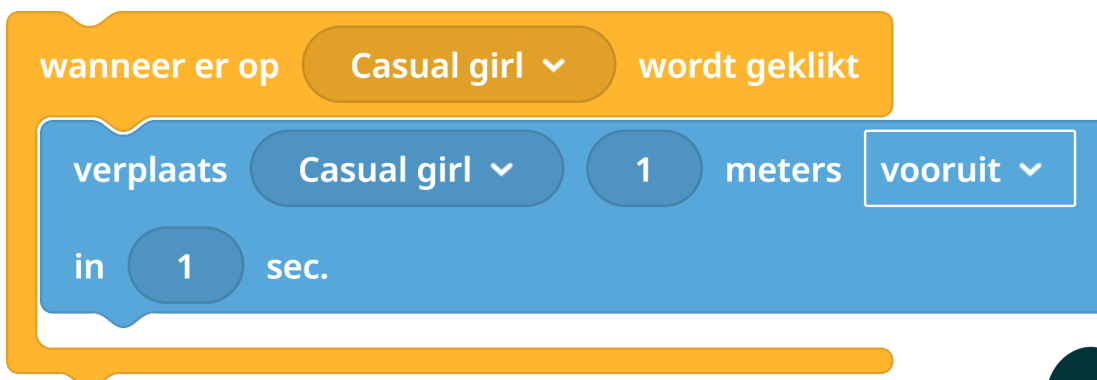 wanneer er op Casual girl wordt geklikt
verplaats Casual girl 1 meters vooruit
in 1 sec.